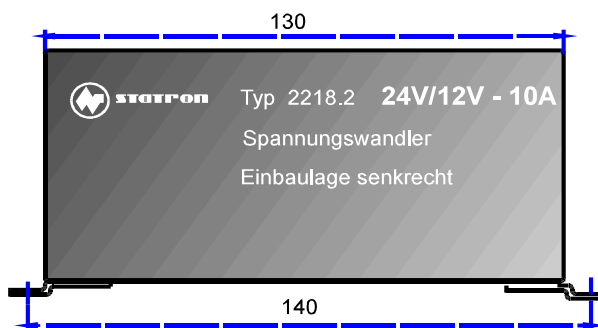 130
statron Typ 2218.2 24V/12V - 10A
Spannungswandler
Einbaulage senkrecht
140